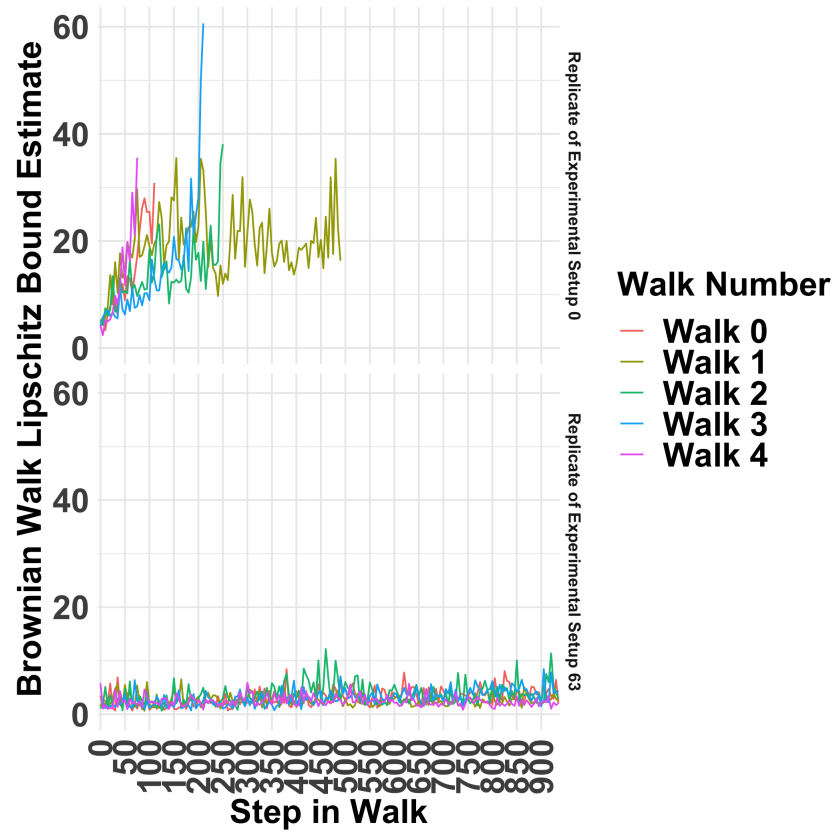 Brownian Walk Lipschitz Bound Estimate
60
40
20
0
Replicate of Experimental Setup 0
60
40
20
0
Replicate of Experimental Setup 63
0
50
100
150
200
250
300
350
400
450
500
550
600
650
700
750
800
850
900
Step in Walk
Walk Number
Walk 0
Walk 1
Walk 2
Walk 3
Walk 4